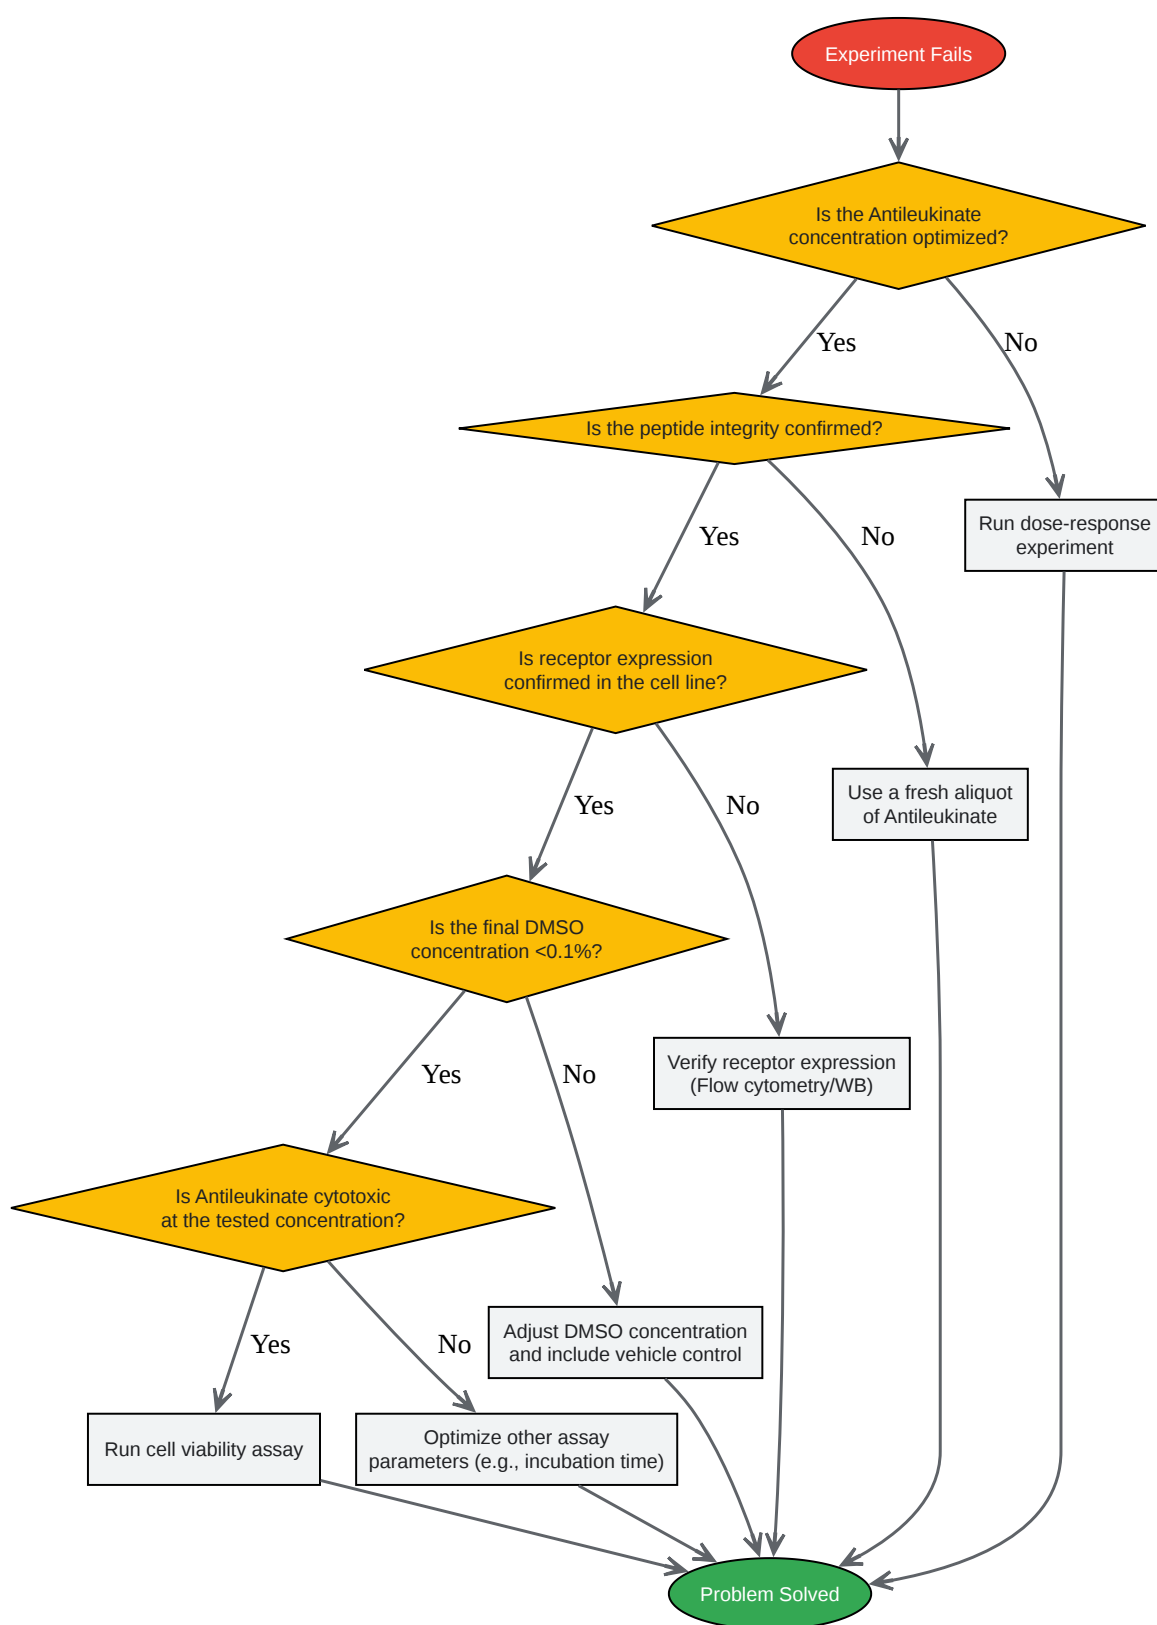 Experiment Fails
Is the Antileukinate
concentration optimized?
Yes
No
Is the peptide integrity confirmed?
Run dose-response
experiment
Yes
No
Is receptor expression
confirmed in the cell line?
Use a fresh aliquot
of Antileukinate
Yes
No
Is the final DMSO
concentration <0.1%?
Verify receptor expression
(Flow cytometry/WB)
Yes
No
Is Antileukinate cytotoxic
at the tested concentration?
Adjust DMSO concentration
and include vehicle control
Yes
No
Run cell viability assay
Optimize other assay
parameters (e.g., incubation time)
Problem Solved